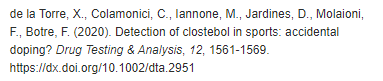 de la Torre, X., Colamonici, C., Iannone, M., Jardines, D., Molaioni,
F., Botre, F. (2020). Detection of clostebol in sports: accidental
doping? Drug Testing & Analysis, 12, 1561-1569.
https://dx.doi.org/10.1002/dta.2951